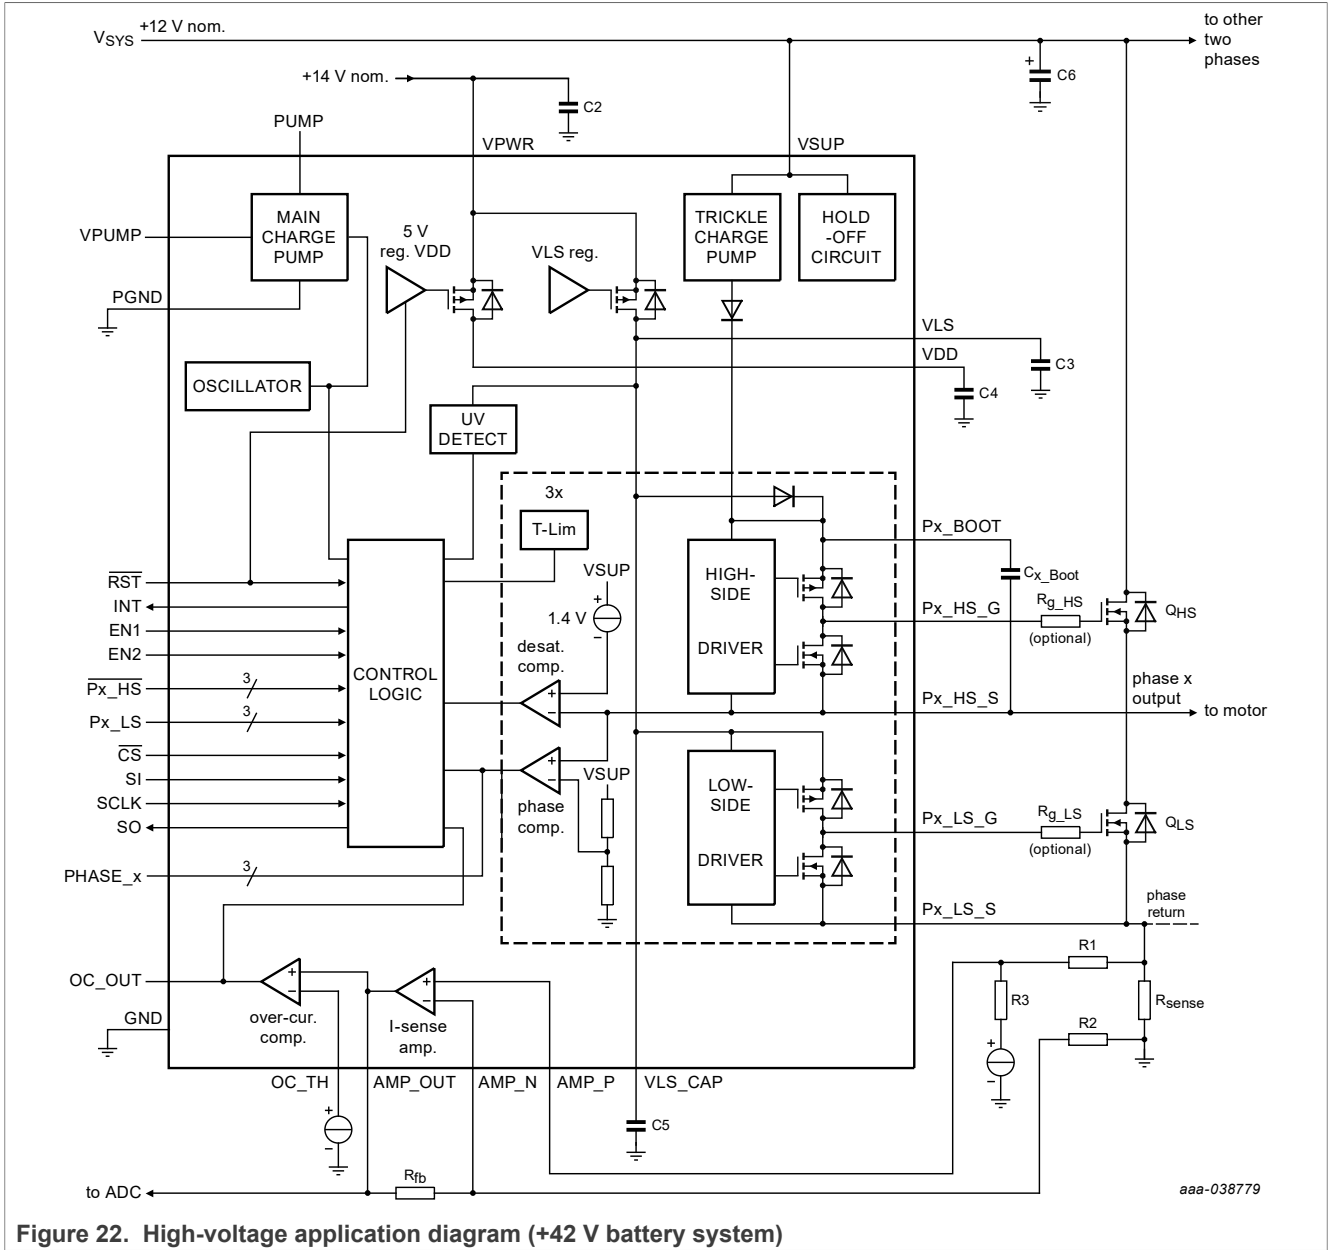 VSYS
+12 V nom.
to other
two
phases
+
C6
+14 V nom.
C2
PUMP
VPWR
VSUP
MAIN
CHARGE
PUMP
VPUMP
PGND
5 V
reg. VDD
VLS reg.
TRICKLE
CHARGE
PUMP
HOLD
-OFF
CIRCUIT
VLS
VDD
C3
C4
OSCILLATOR
UV
DETECT
3x
T-Lim
VSUP
+
1.4 V
−
desat.
comp.
+
−
HIGH-
SIDE
DRIVER
Px_BOOT
Cx_Boot
Px_HS_G
Rg_HS
(optional)
QHS
RST
INT
EN1
EN2
Px_HS
3
Px_LS
3
CS
SI
SCLK
SO
PHASE_x
3
CONTROL
LOGIC
Px_HS_S
phase x
output
to motor
+
−
VSUP
phase
comp.
LOW-
SIDE
DRIVER
Px_LS_G
Rg_LS
(optional)
QLS
Px_LS_S
phase
return
OC_OUT
GND
+
−
over-cur.
comp.
+
−
I-sense
amp.
R1
R3
+
−
R2
Rsense
OC_TH
AMP_OUT
AMP_N
AMP_P
VLS_CAP
+
−
C5
Rfb
to ADC
aaa-038779
Figure 22. High-voltage application diagram (+42 V battery system)